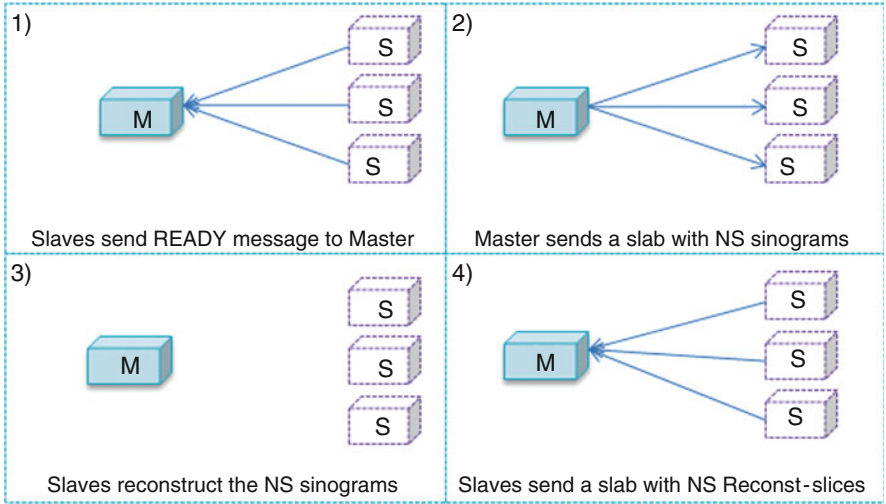 1)
S
M
S
S
Slaves send READY message to Master
2)
S
M
S
S
Master sends a slab with NS sinograms
3)
S
M
S
S
Slaves reconstruct the NS sinograms
4)
S
M
S
S
Slaves send a slab with NS Reconst-slices